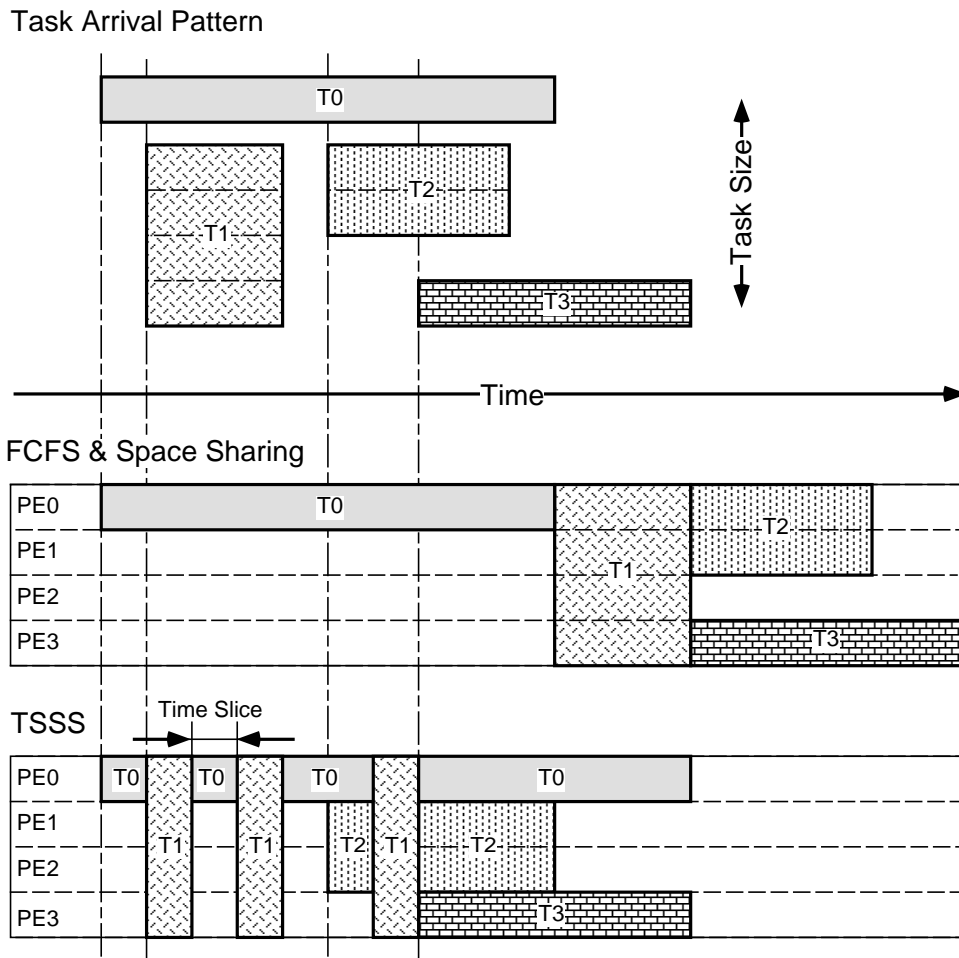 Task Arrival Pattern
T0
T1
T2
T3
Task Size
Time
FCFS & Space Sharing
PE0
PE1
PE2
PE3
T0
T1
T2
T3
TSSS
Time Slice
PE0
PE1
PE2
PE3
T0
T1
T0
T1
T0
T2
T1
T0
T2
T3